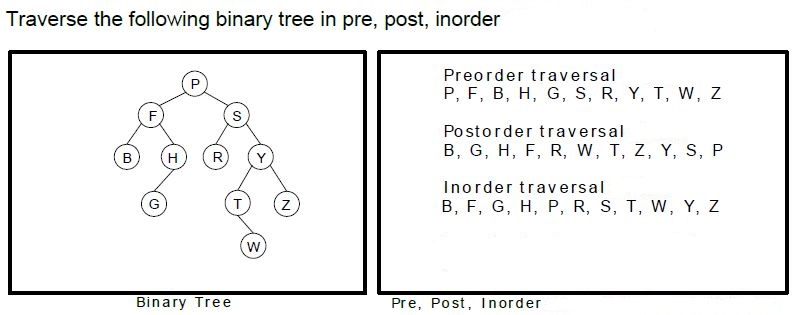 Traverse the following binary tree in pre, post, inorder
P
F S
B H R Y
G T Z
W
Binary Tree
Preorder traversal
P, F, B, H, G, S, R, Y, T, W, Z
Postorder traversal
B, G, H, F, R, W, T, Z, Y, S, P
Inorder traversal
B, F, G, H, P, R, S, T, W, Y, Z
Pre, Post, Inorder